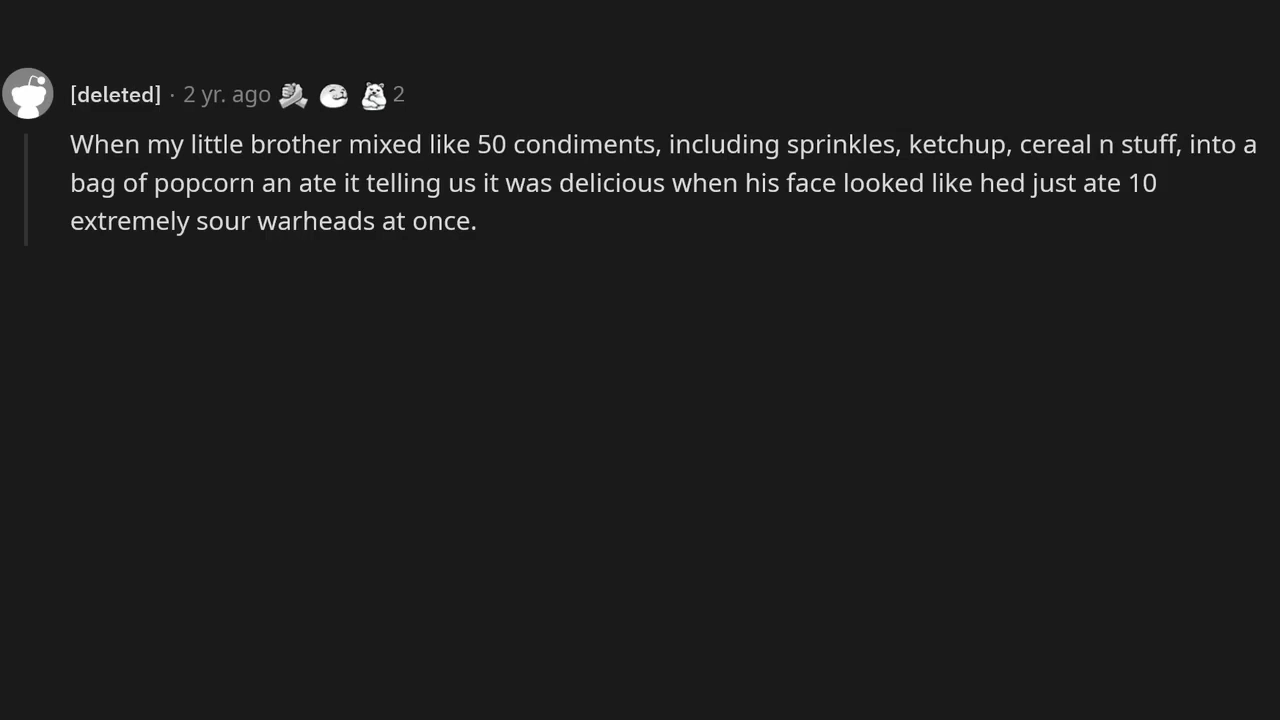 [deleted] · 2 yr. ago 2
When my little brother mixed like 50 condiments, including sprinkles, ketchup, cereal n stuff, into a
bag of popcorn an ate it telling us it was delicious when his face looked like hed just ate 10
extremely sour warheads at once.